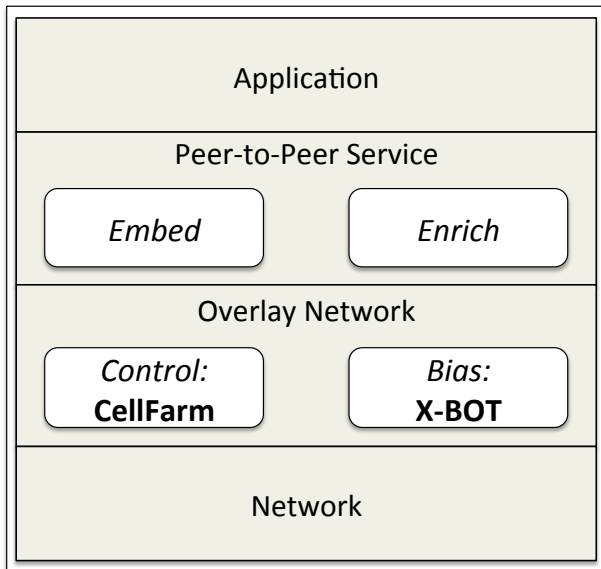 Application
Peer-to-Peer Service
Embed
Enrich
Overlay Network
Control:
CellFarm
Bias:
X-BOT
Network